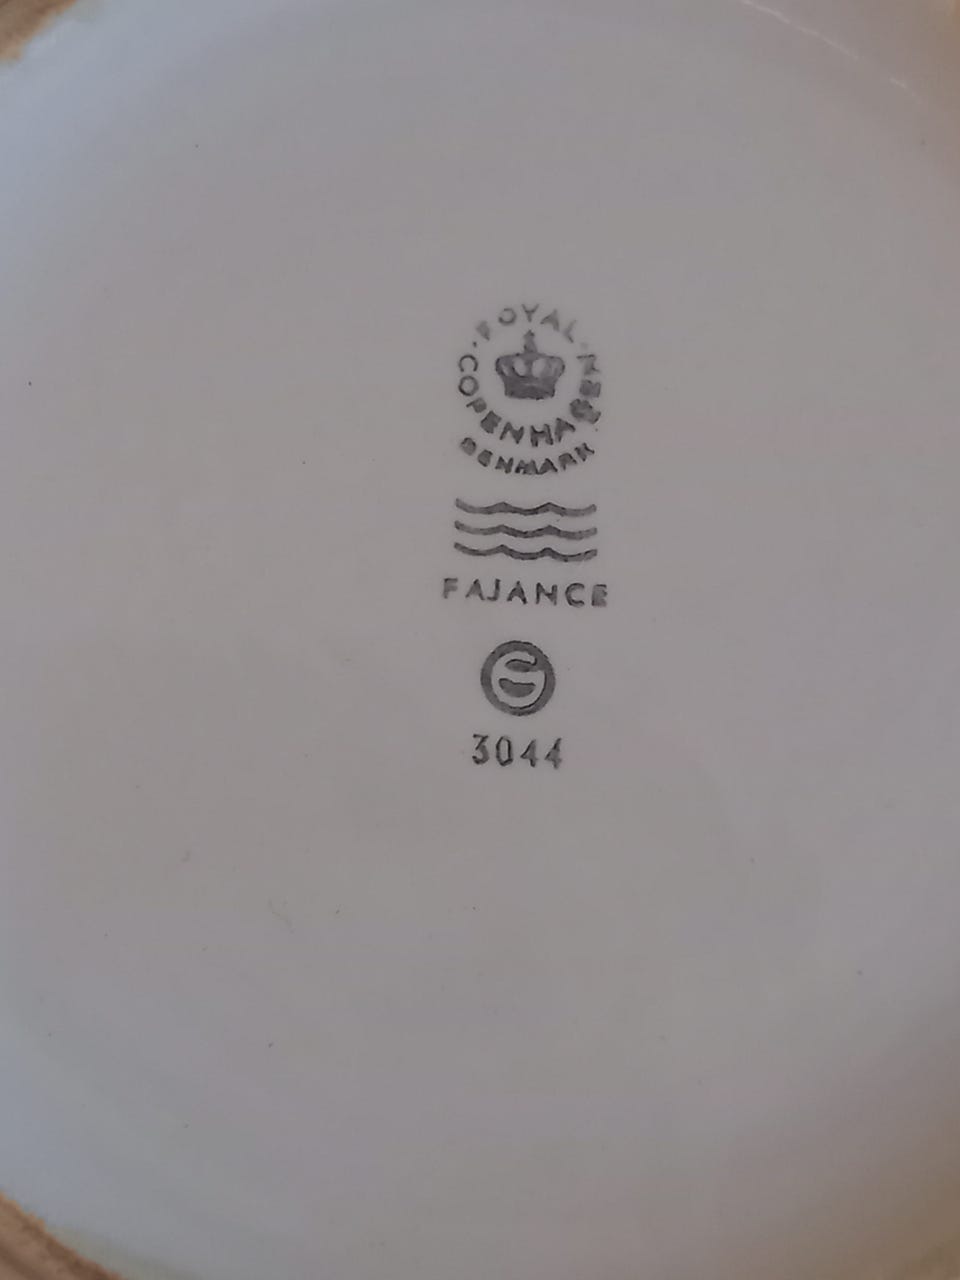 ROYAL
COPENHAGEN
DENMARK
FAJANCE
3044